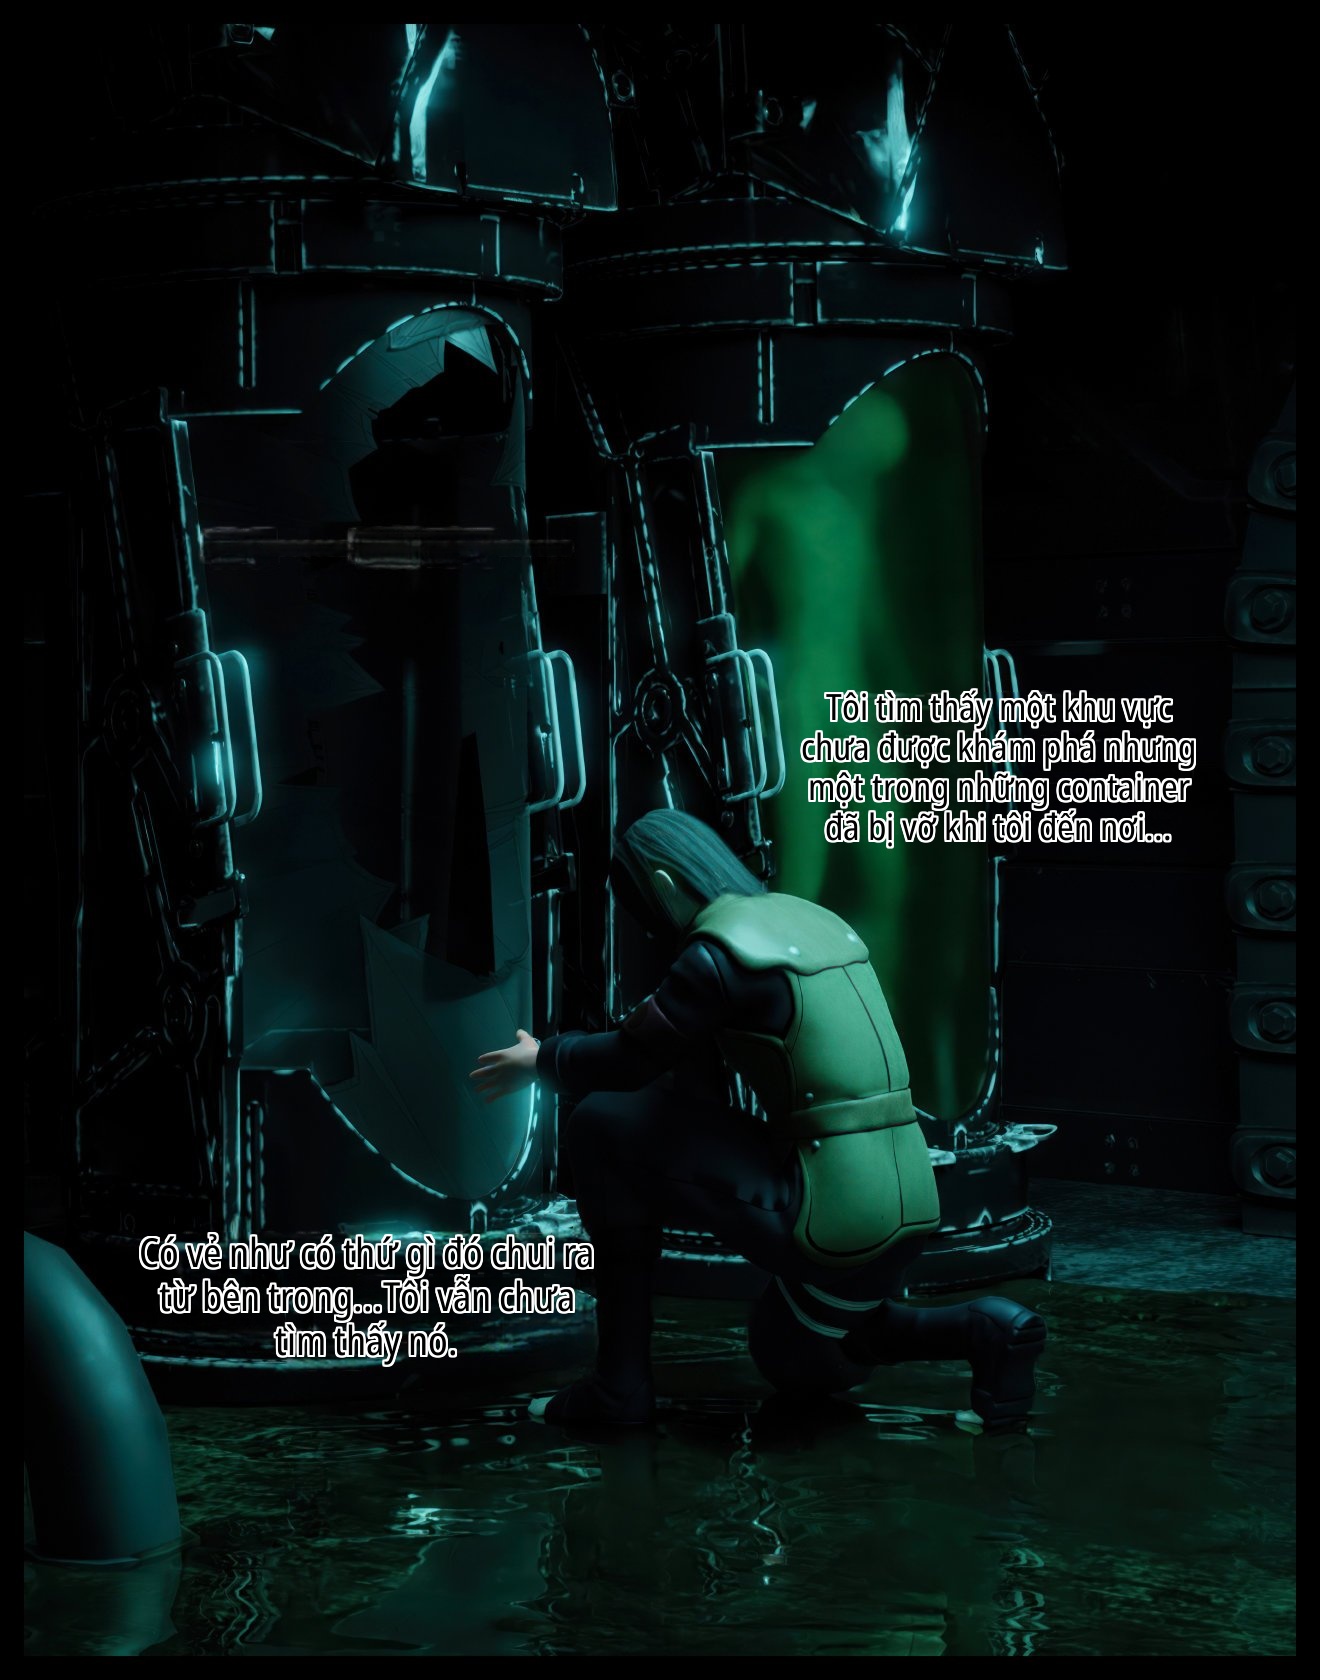 Tôi tìm thấy một khu vực
chưa được khám phá nhưng
một trong những container
đã bị vỡ khi tôi đến nơi...
Có vẻ như có thứ gì đó chui ra
từ bên trong...Tôi vẫn chưa
tìm thấy nó.